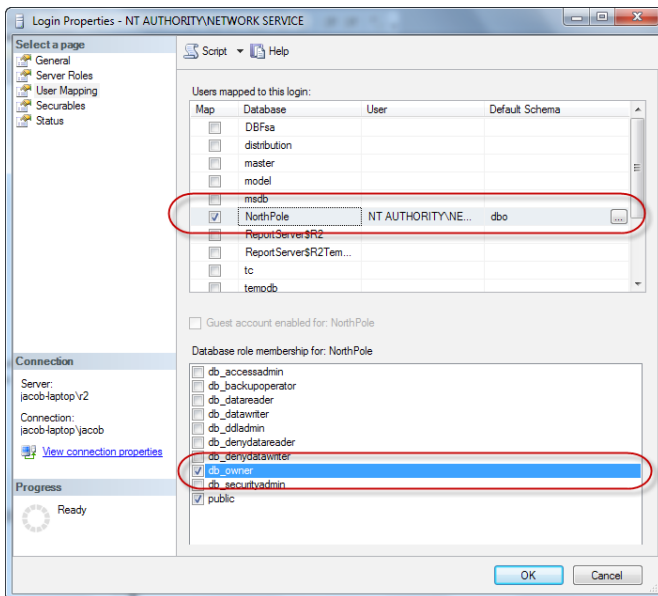 Login Properties - NT AUTHORITY\NETWORK SERVICE
Select a page
General
Server Roles
User Mapping
Securables
Status
Script Help
Users mapped to this login:
Map Database User Default Schema
DBFsa
distribution
master
model
msdb
NorthPole NT AUTHORITY\NE... dbo ...
ReportServer$R2
ReportServer$R2Tem...
tc
tempdb
Guest account enabled for: NorthPole
Database role membership for: NorthPole
db_accessadmin
db_backupoperator
db_datareader
db_datawriter
db_ddladmin
db_denydatareader
db_denydatawriter
db_owner
db_securityadmin
public
Connection
Server:
jacob-laptop\r2
Connection:
jacob-laptop\jacob
View connection properties
Progress
Ready
OK Cancel